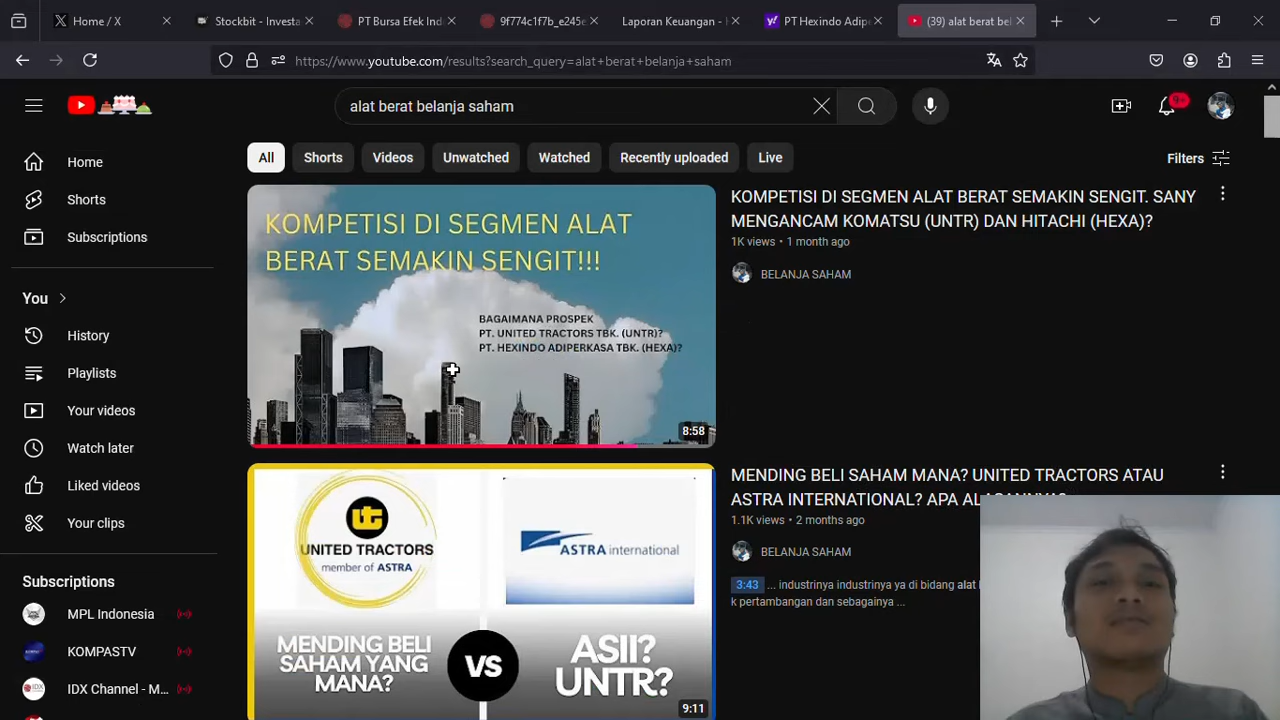 Home / X
Stockbit - Investa
PT Bursa Efek Ind
9f774c1f7b_e245e
Laporan Keuangan -
PT Hexindo Adipe
(39) alat berat bel
https://www.youtube.com/results?search_query=alat+berat+belanja+saham
alat berat belanja saham
9+
All
Shorts
Videos
Unwatched
Watched
Recently uploaded
Live
Filters
Home
Shorts
Subscriptions
You
History
Playlists
Your videos
Watch later
Liked videos
Your clips
Subscriptions
MPL Indonesia
KOMPASTV
IDX Channel - M...
IDX
KOMPETISI DI SEGMEN ALAT
BERAT SEMAKIN SENGIT!!!
BAGAIMANA PROSPEK
PT. UNITED TRACTORS TBK. (UNTR)?
PT. HEXINDO ADIPERKASA TBK. (HEXA)?
8:58
KOMPETISI DI SEGMEN ALAT BERAT SEMAKIN SENGIT. SANY
MENGANCAM KOMATSU (UNTR) DAN HITACHI (HEXA)?
1K views • 1 month ago
BELANJA SAHAM
UT
UNITED TRACTORS
member of ASTRA
ASTRA international
MENDING BELI
SAHAM YANG
MANA?
VS
ASII?
UNTR?
9:11
MENDING BELI SAHAM MANA? UNITED TRACTORS ATAU
ASTRA INTERNATIONAL? APA
1.1K views • 2 months ago
BELANJA SAHAM
3:43 ... industrinya industrinya ya di bidang alat
k pertambangan dan sebagainya ...